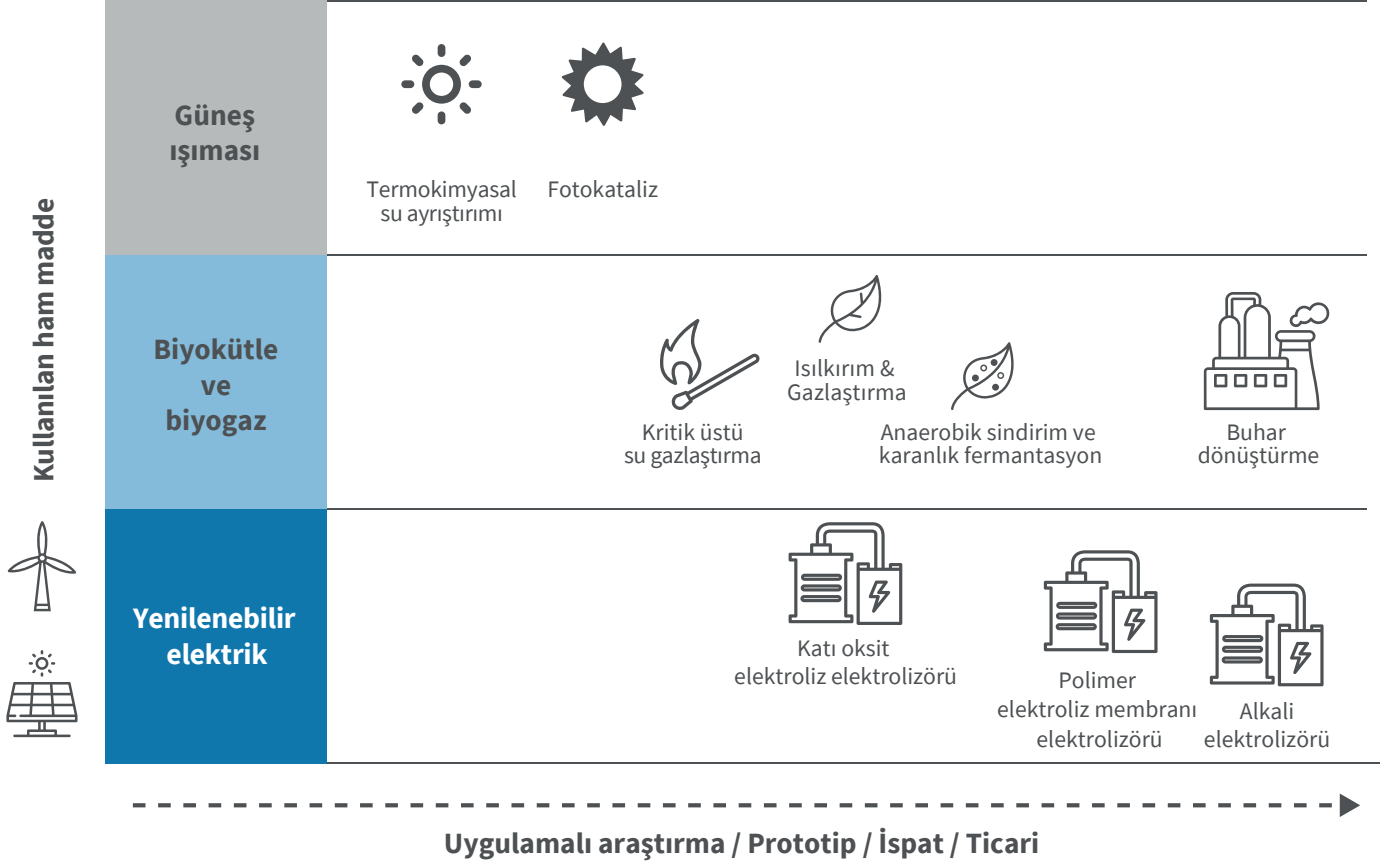 Kullanılan ham madde
Güneş
ışıması
Termokimyasal
su ayrıştırımı
Fotokataliz
Biyokütle
ve
biyogaz
Kritik üstü
su gazlaştırma
Isılkırım &
Gazlaştırma
Anaerobik sindirim ve
karanlık fermantasyon
Buhar
dönüştürme
Yenilenebilir
elektrik
Katı oksit
elektroliz elektrolizörü
Polimer
elektroliz membranı
elektrolizörü
Alkali
elektrolizörü
Uygulamalı araştırma / Prototip / İspat / Ticari